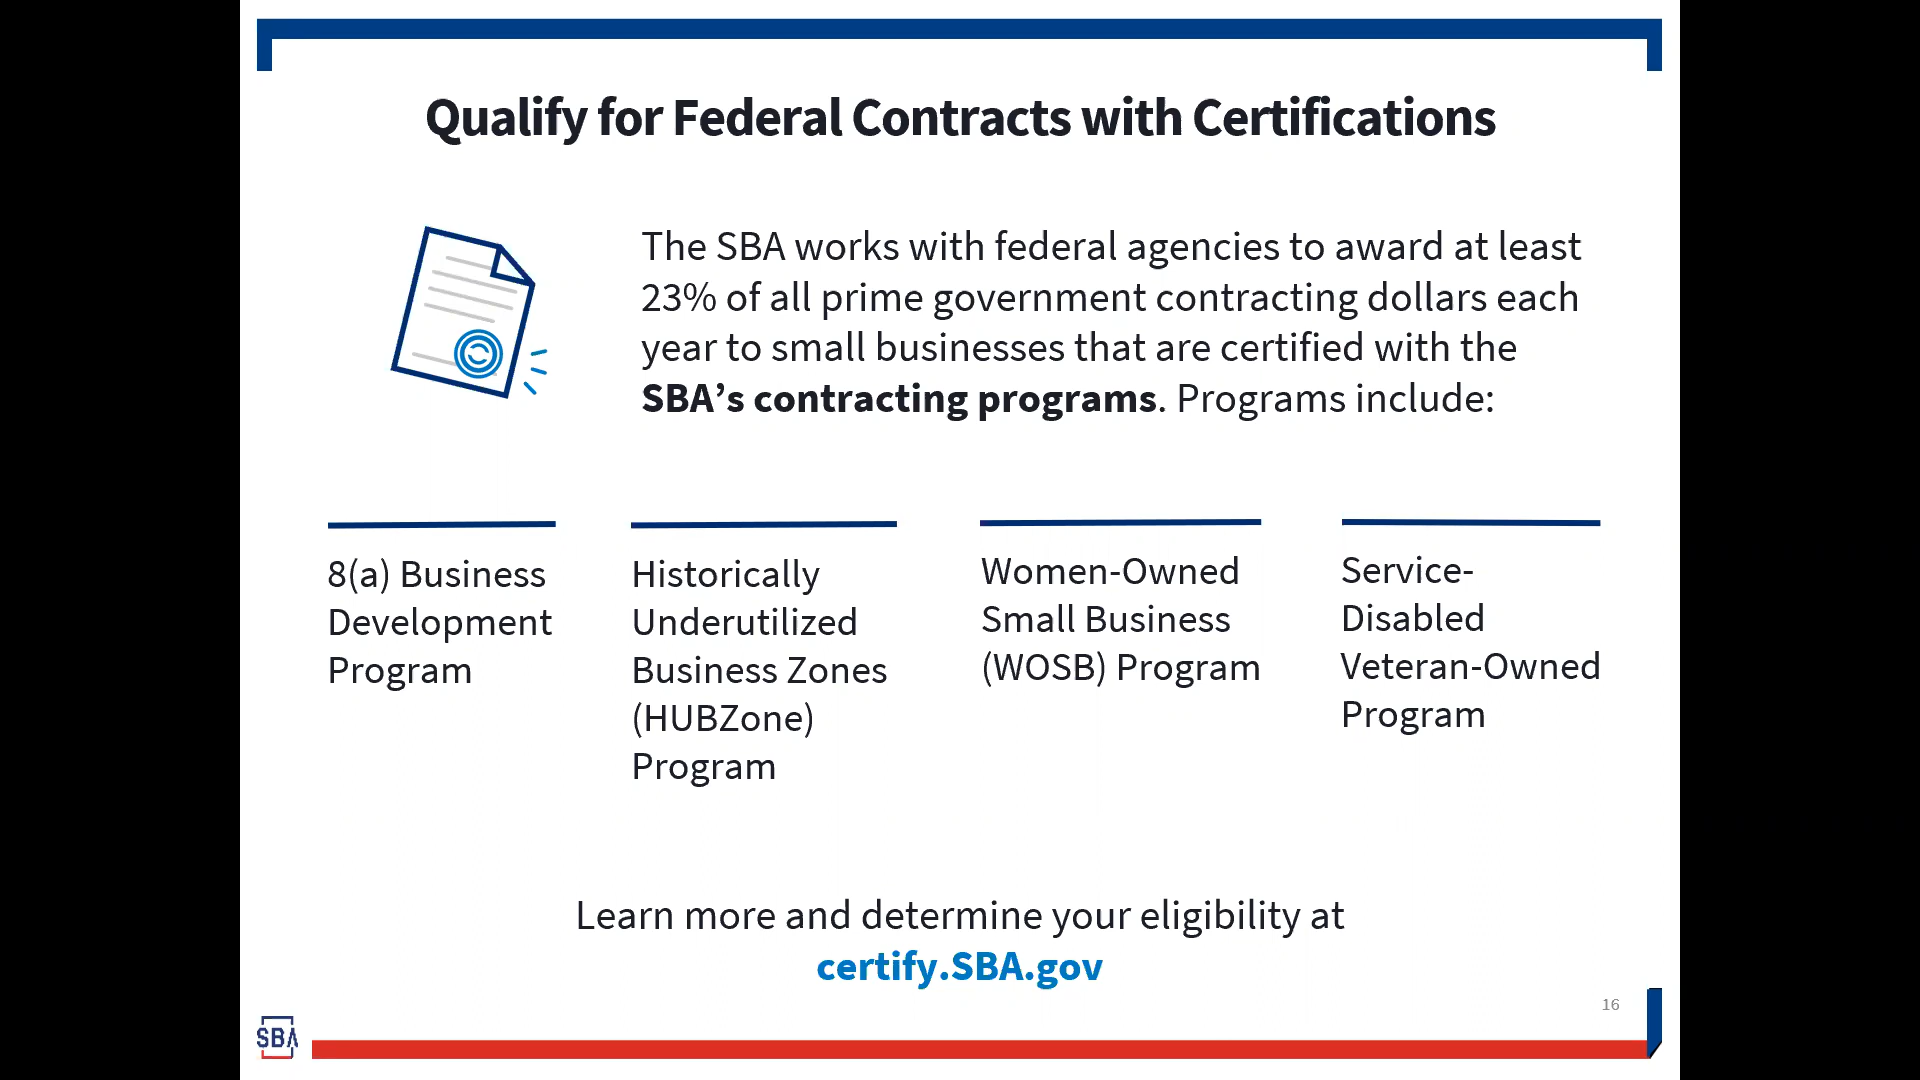 Qualify for Federal Contracts with Certifications
The SBA works with federal agencies to award at least
23% of all prime government contracting dollars each
year to small businesses that are certified with the
SBA’s contracting programs. Programs include:
8(a) Business
Development
Program
Historically
Underutilized
Business Zones
(HUBZone)
Program
Women-Owned
Small Business
(WOSB) Program
Service-
Disabled
Veteran-Owned
Program
Learn more and determine your eligibility at
certify.SBA.gov
16
SBA